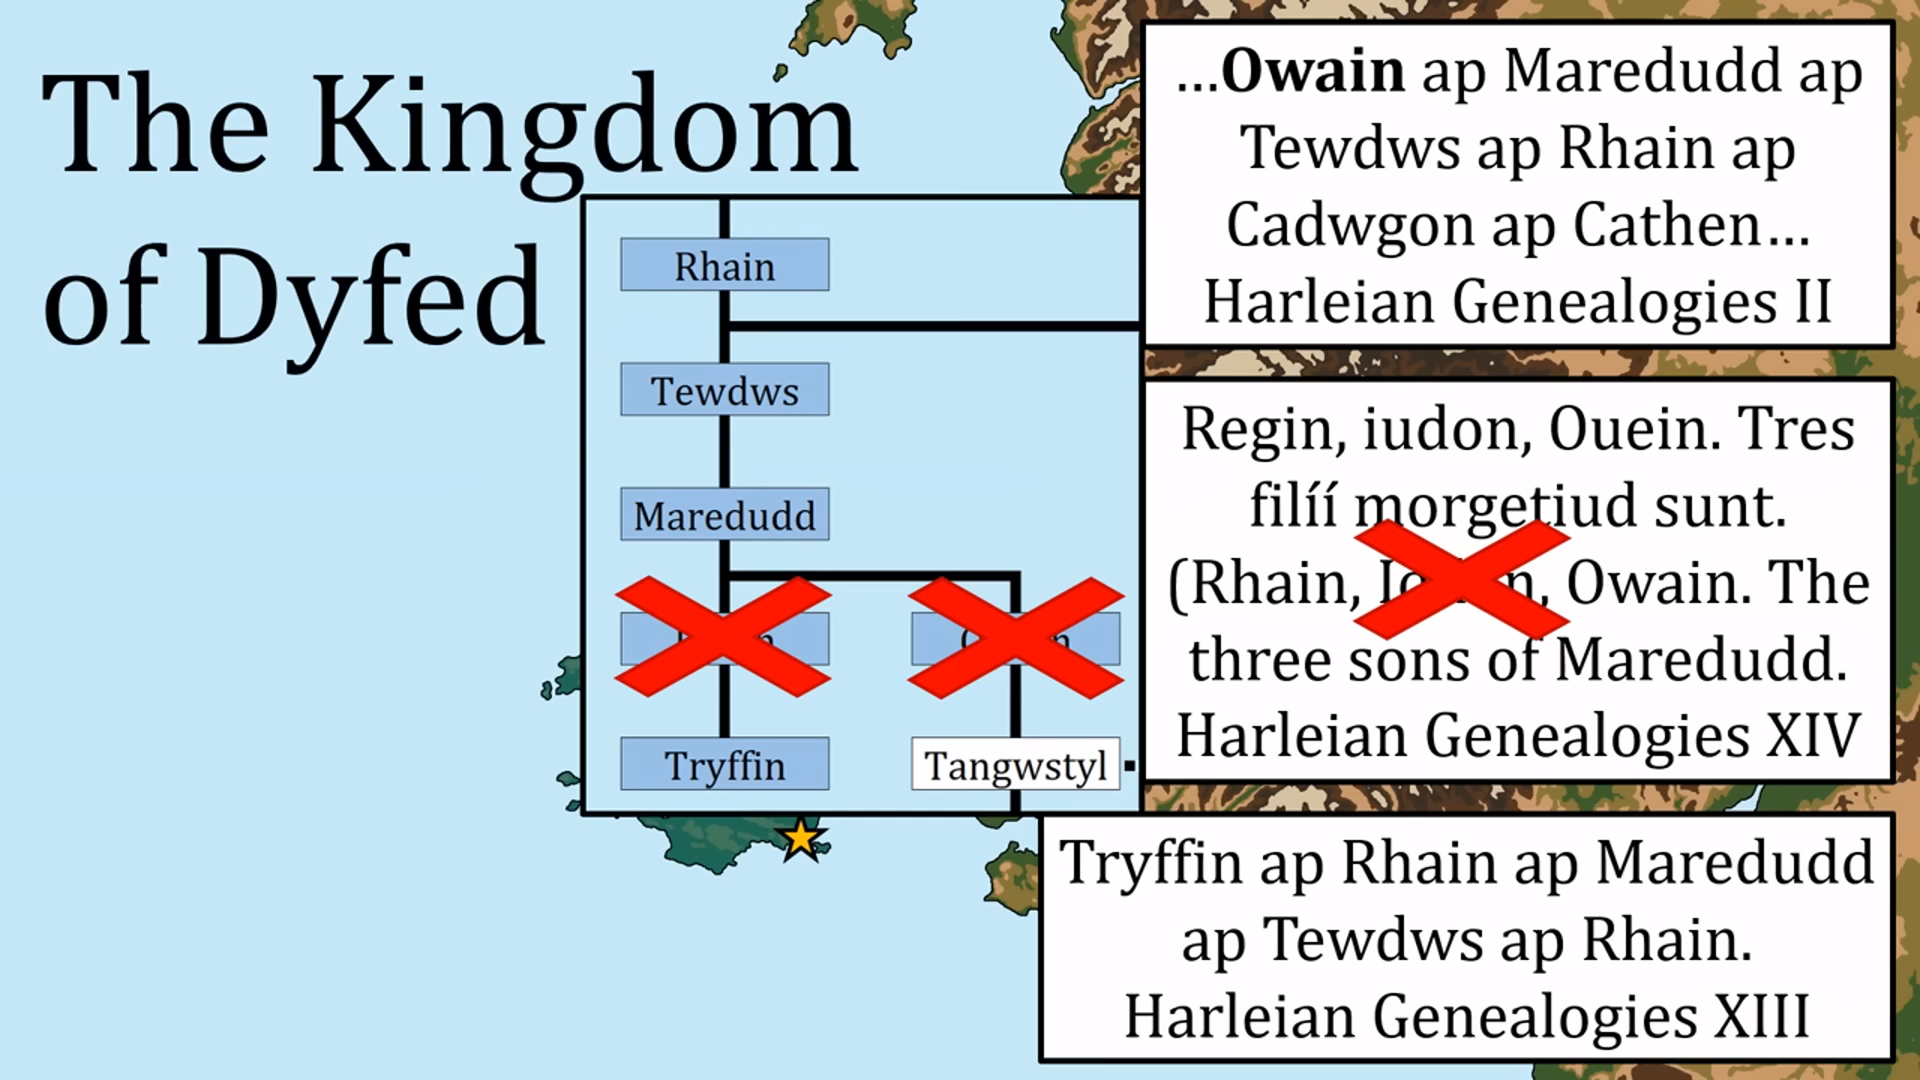 The Kingdom
of Dyfed
Rhain
Tewdws
Maredudd
Tryffin
Tangwstyl
...Owain ap Maredudd ap
Tewdws ap Rhain ap
Cadwgon ap Cathen...
Harleian Genealogies II
Regin, iudon, Ouein. Tres
filíí morgetiud sunt.
(Rhain, Owain. The
three sons of Maredudd.
Harleian Genealogies XIV
Tryffin ap Rhain ap Maredudd
ap Tewdws ap Rhain.
Harleian Genealogies XIII